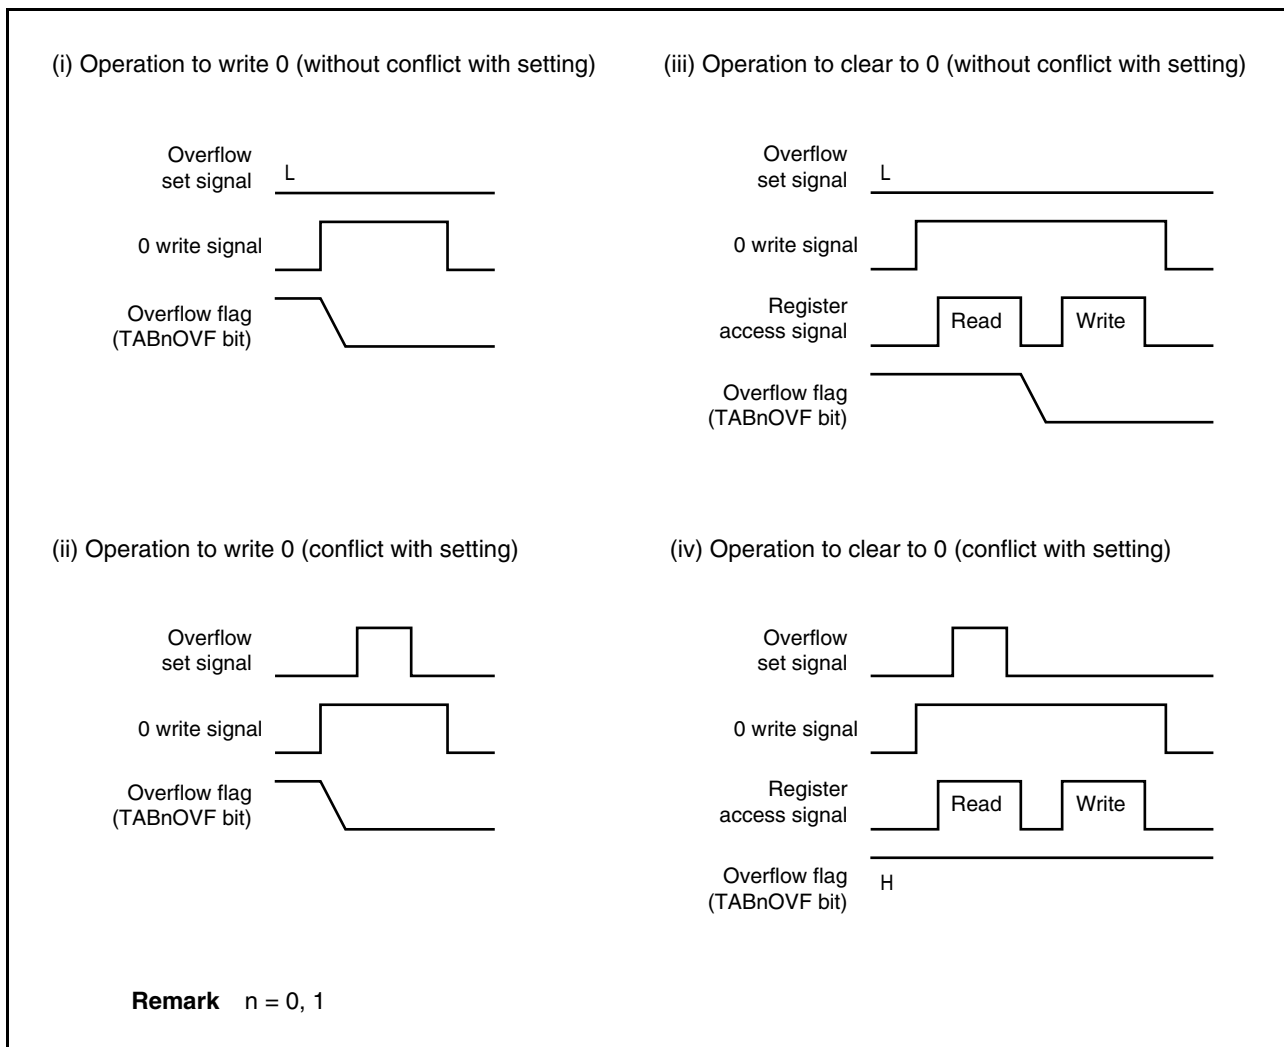 (i) Operation to write 0 (without conflict with setting)
Overflow
set signal
L
0 write signal
Overflow flag
(TABnOVF bit)
(iii) Operation to clear to 0 (without conflict with setting)
Overflow
set signal
L
0 write signal
Register
access signal
Read
Write
Overflow flag
(TABnOVF bit)
(ii) Operation to write 0 (conflict with setting)
Overflow
set signal
0 write signal
Overflow flag
(TABnOVF bit)
(iv) Operation to clear to 0 (conflict with setting)
Overflow
set signal
0 write signal
Register
access signal
Read
Write
Overflow flag
(TABnOVF bit)
H
Remark n = 0, 1